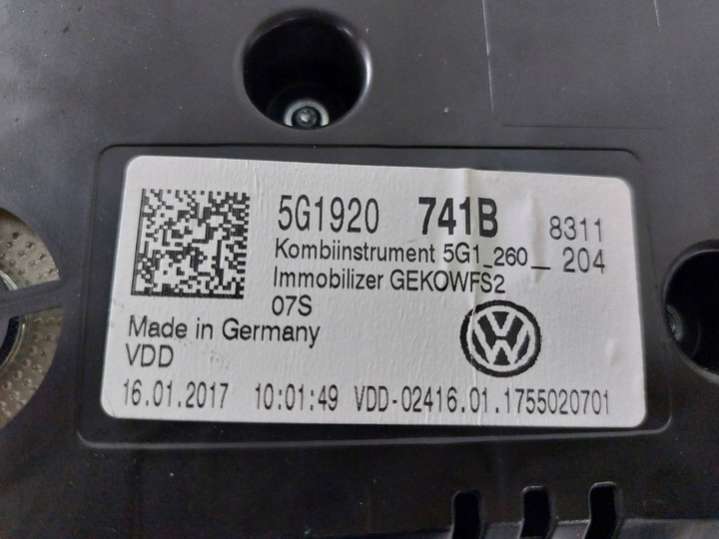 5G1920 741B 8311
Kombiinstrument 5G1_260_ 204
Immobilizer GEKOWFS2
07S
Made in Germany
VDD
16.01.2017 10:01:49 VDD-02416.01.1755020701